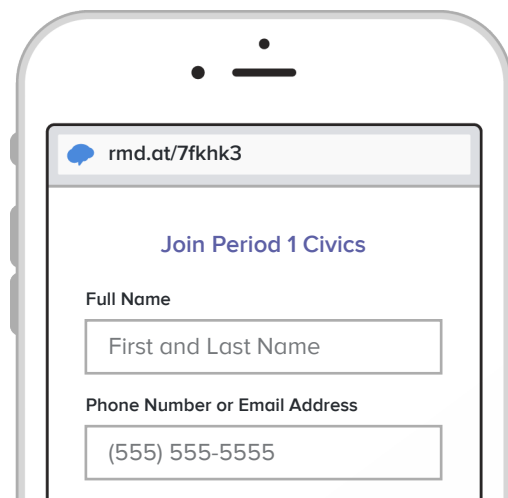 rmd.at/7fkhk3
Join Period 1 Civics
Full Name
First and Last Name
Phone Number or Email Address
(555) 555-5555